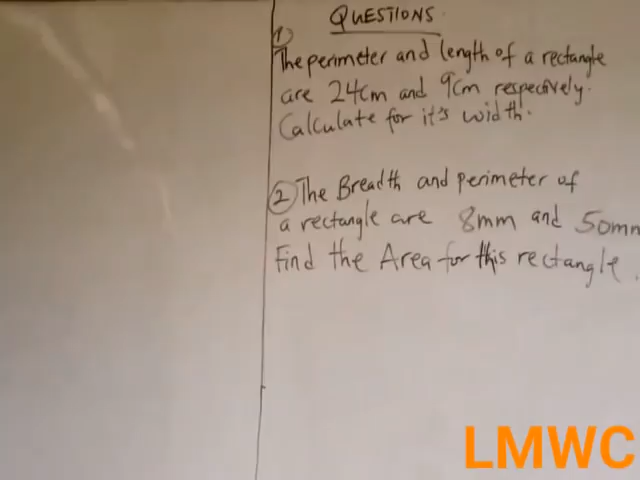 QUESTIONS.
1)
The perimeter and length of a rectangle
are 24cm and 9cm respectively.
Calculate for it's width.
2) The Breadth and perimeter of
a rectangle are 8mm and 50mm
Find the Area for this rectangle.
LMWC